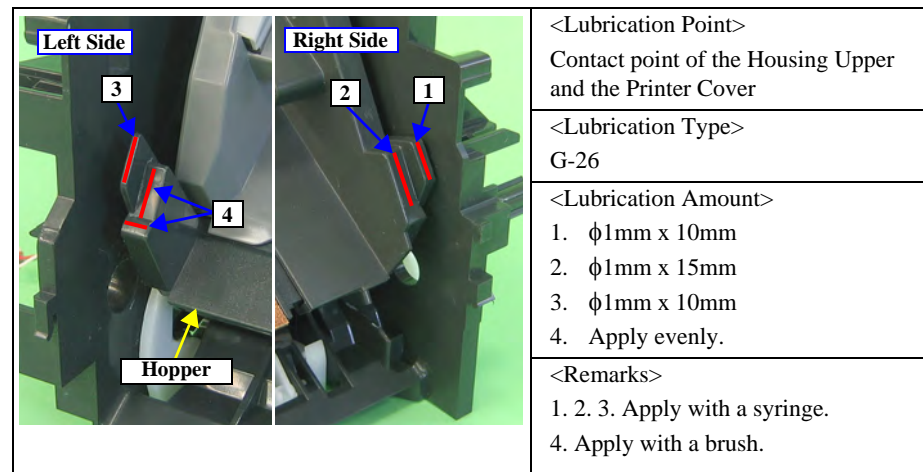 Left Side
Right Side
3
2
1
4
Hopper
<Lubrication Point>
Contact point of the Housing Upper
and the Printer Cover
<Lubrication Type>
G-26
<Lubrication Amount>
1. ϕ1mm x 10mm
2. ϕ1mm x 15mm
3. ϕ1mm x 10mm
4. Apply evenly.
<Remarks>
1. 2. 3. Apply with a syringe.
4. Apply with a brush.